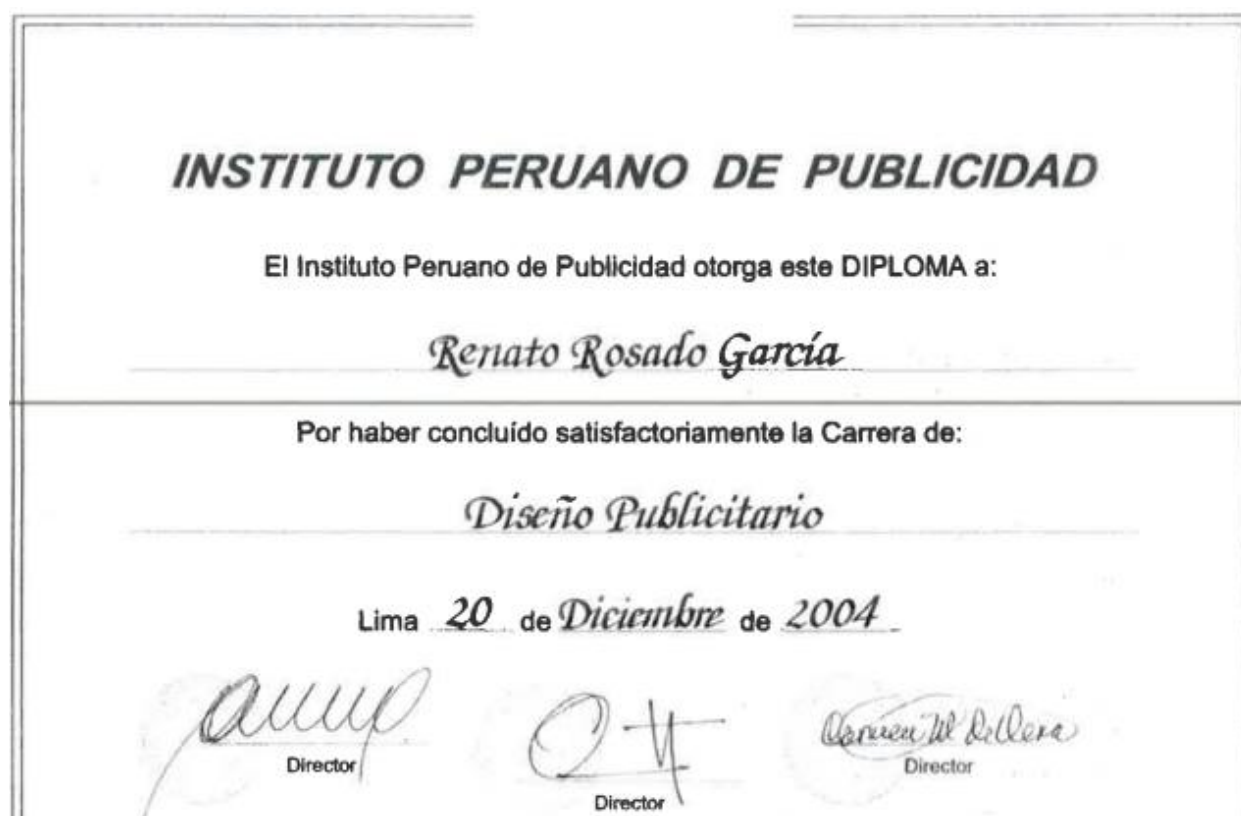 INSTITUTO PERUANO DE PUBLICIDAD
El Instituto Peruano de Publicidad otorga este DIPLOMA a:
Renato Rosado García
Por haber concluído satisfactoriamente la Carrera de:
Diseño Publicitario
Lima 20 de Diciembre de 2004
Director
Director
Director